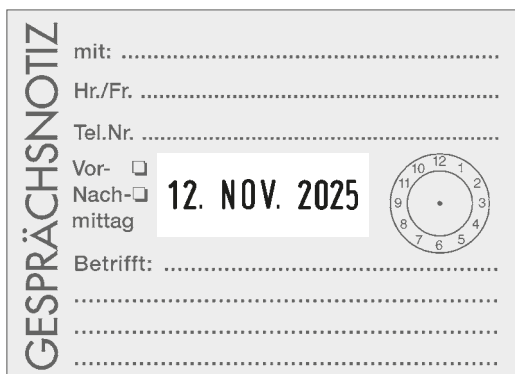 GESPRÄCHSNOTIZ
mit: ........................................................
Hr./Fr. .....................................................
Tel.Nr. .....................................................
Vor- ❏
Nach-❏
mittag
12. NOV. 2025
12 1 2 3 4 5 6 7 8 9 10 11
Betrifft: ..................................................